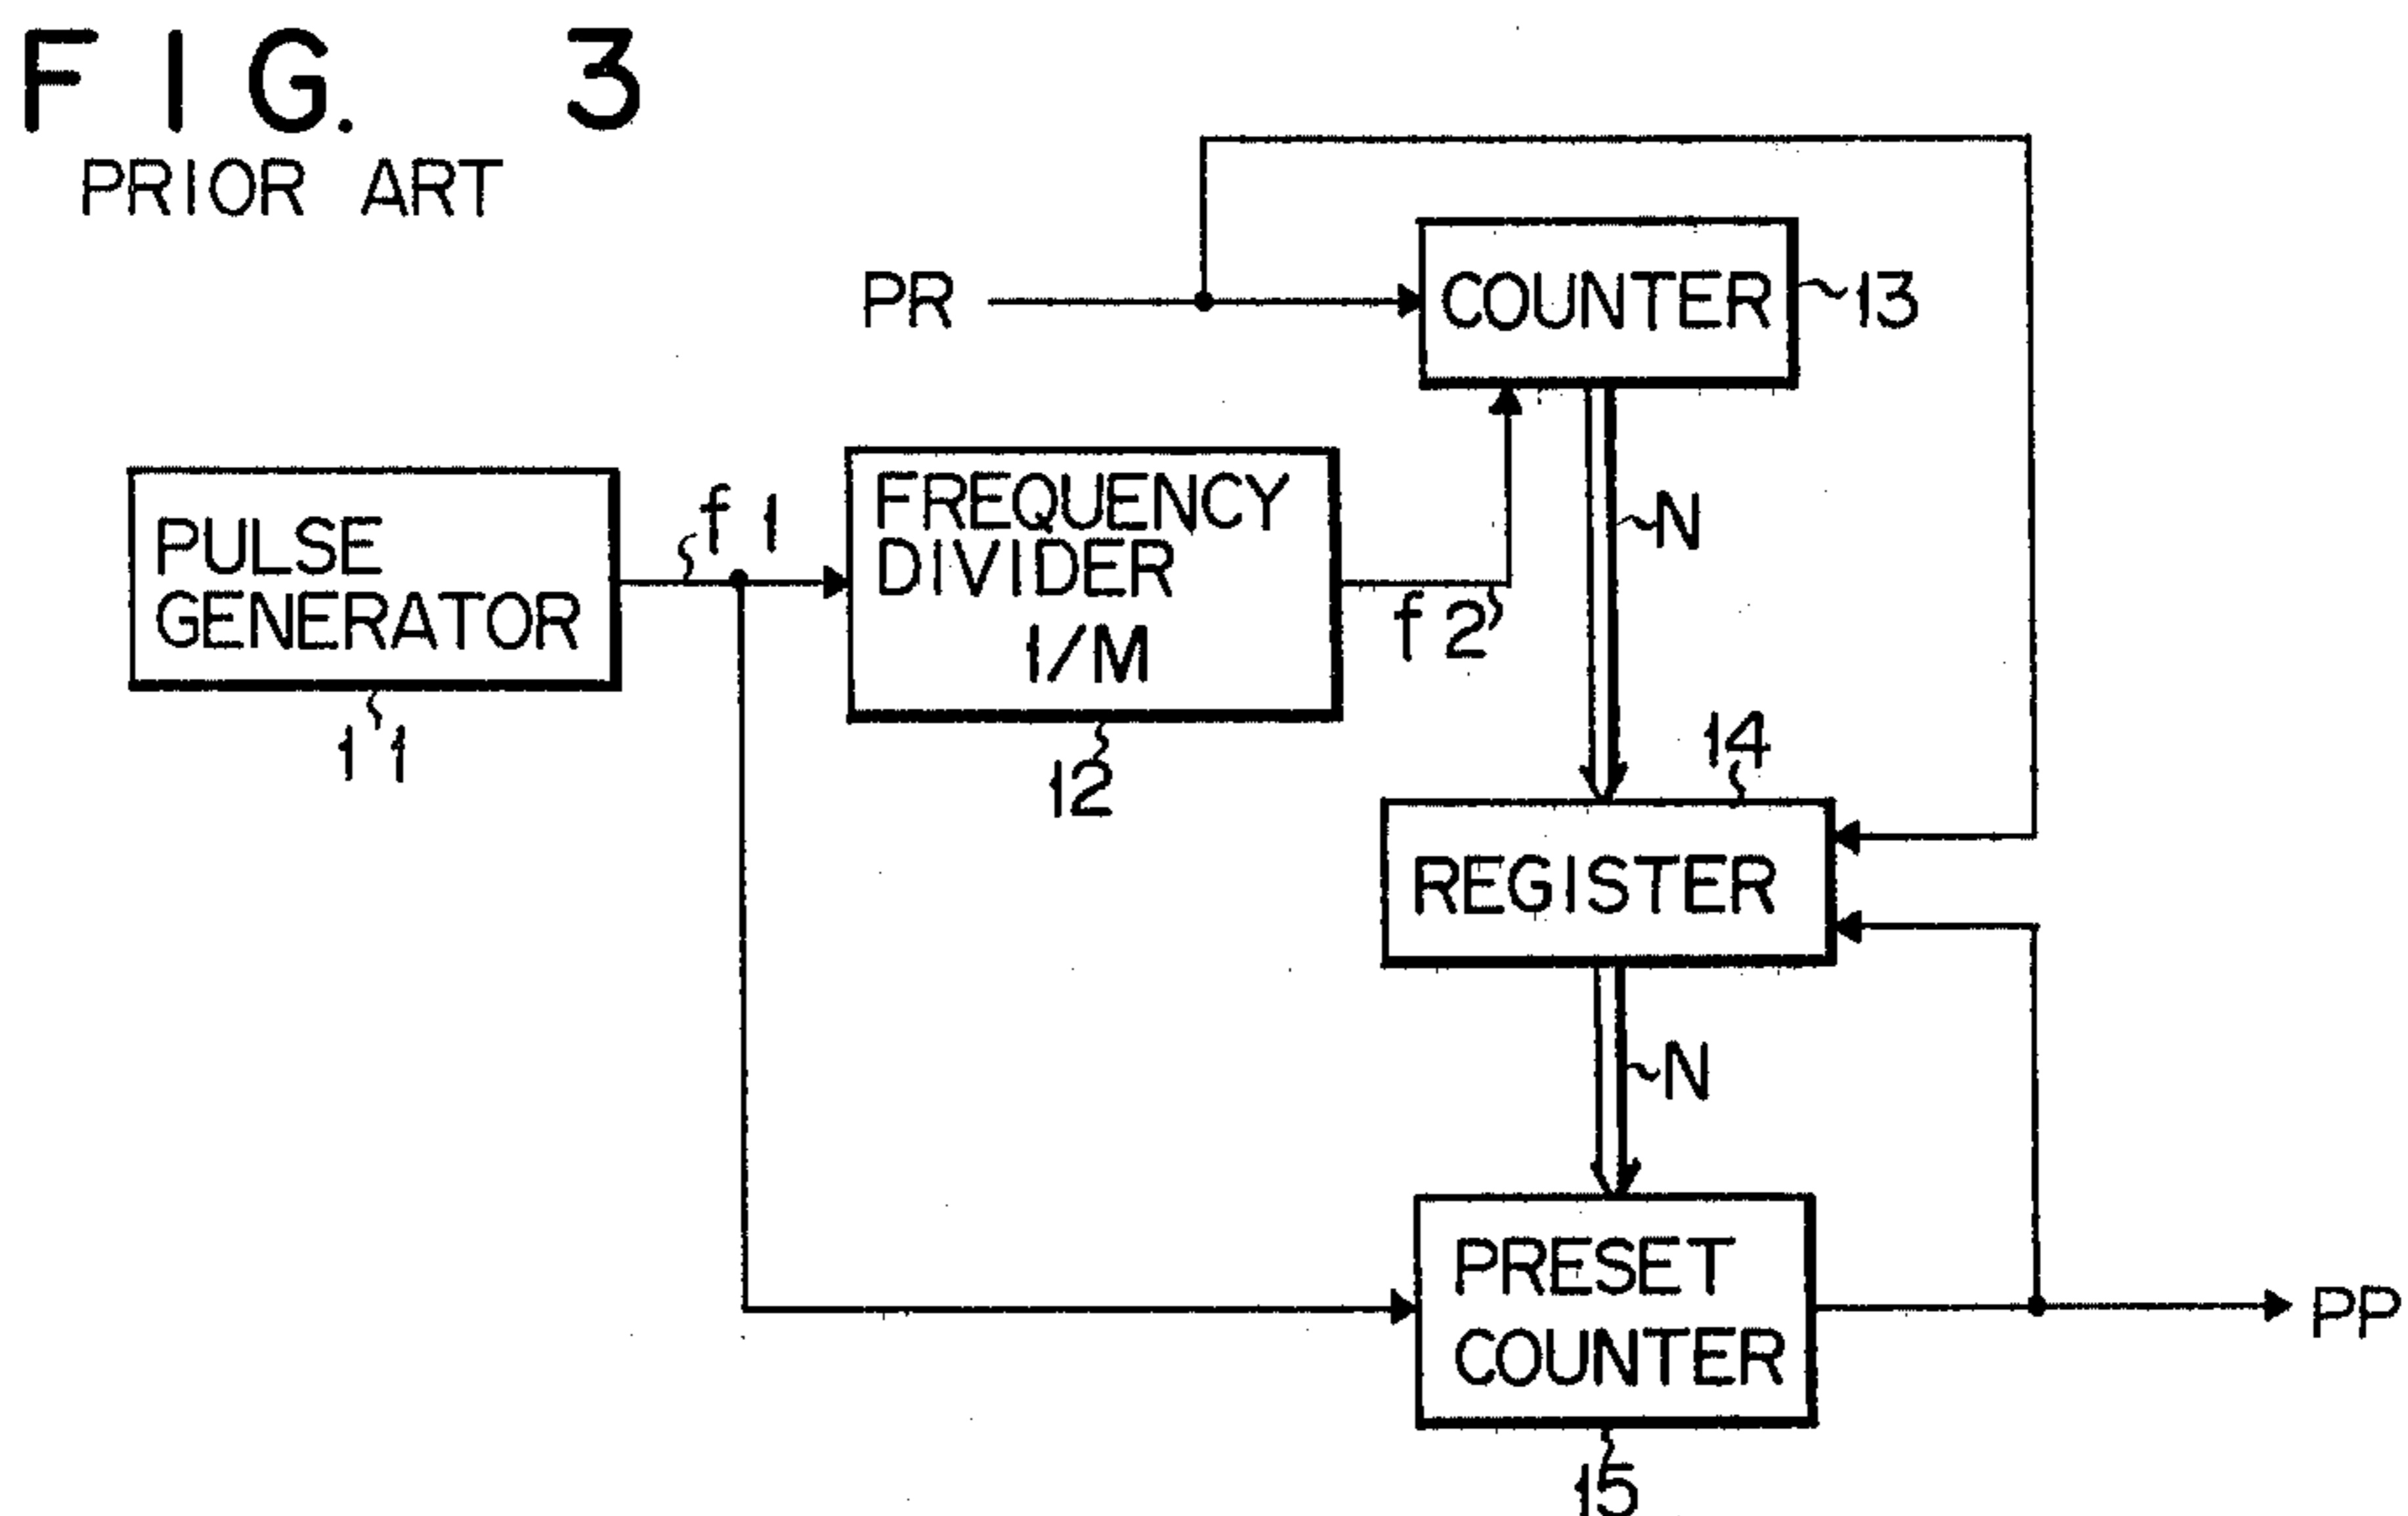 FIG. 3
PRIOR ART
PR
COUNTER
13
PULSE
GENERATOR
11
f1
FREQUENCY
DIVIDER
1/M
12
f2
N
14
REGISTER
N
PRESET
COUNTER
15
PP